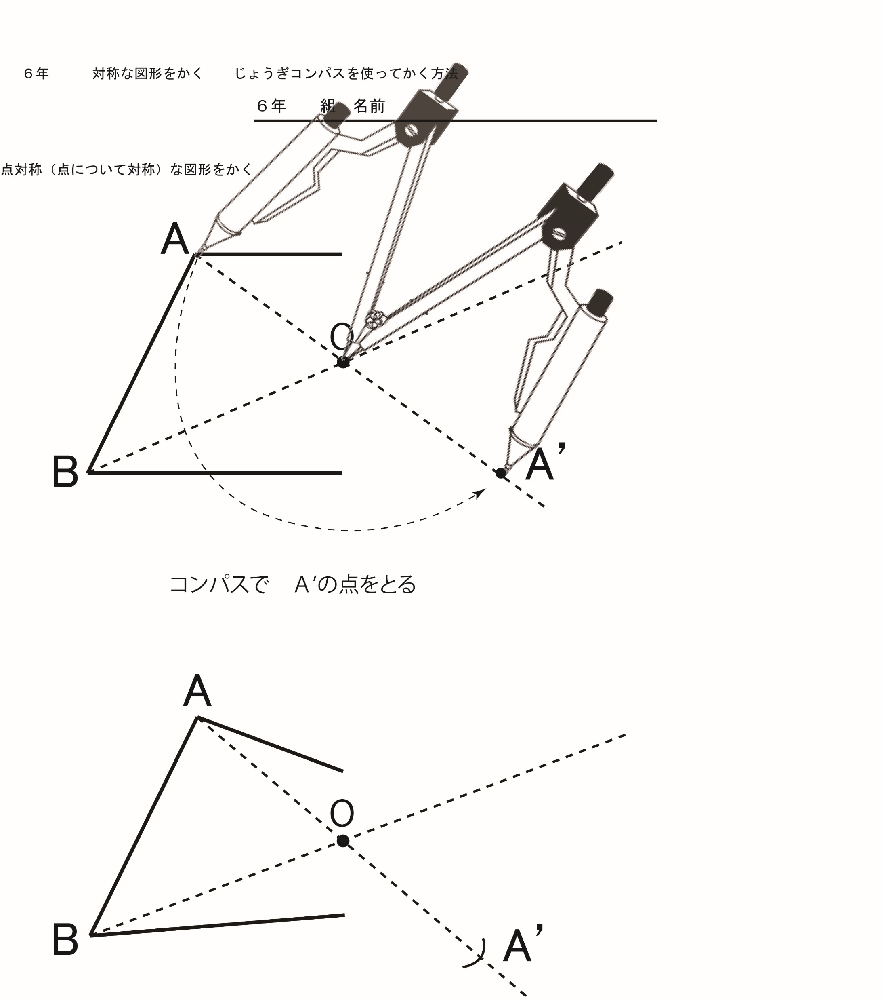 ６年　　　対称な図形をかく　　じょうぎコンパスを使ってかく方法
６年　　組　名前
点対称（点について対称）な図形をかく
A
O
B
A’
コンパスで　A′の点をとる
A
O
B
A’